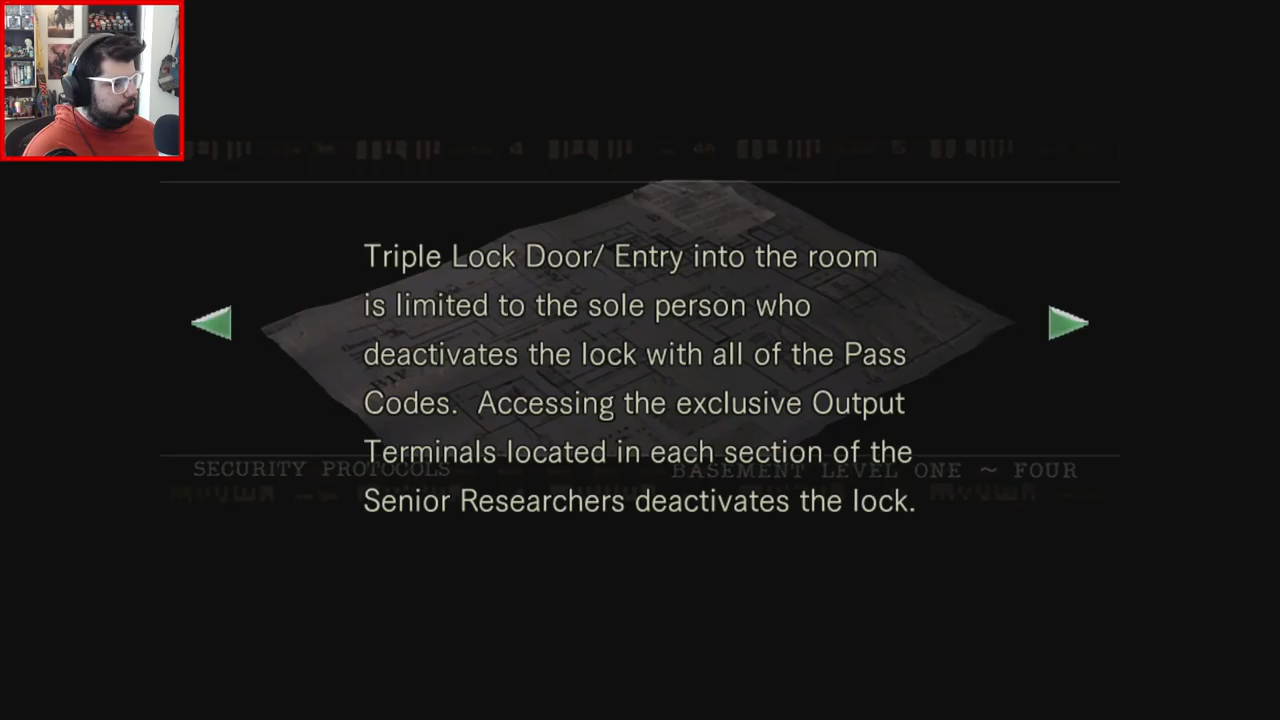 Triple Lock Door/ Entry into the room
is limited to the sole person who
deactivates the lock with all of the Pass
Codes.  Accessing the exclusive Output
Terminals located in each section of the
SECURITY PROTOCOLS BASEMENT LEVEL ONE ~ FOUR
Senior Researchers deactivates the lock.